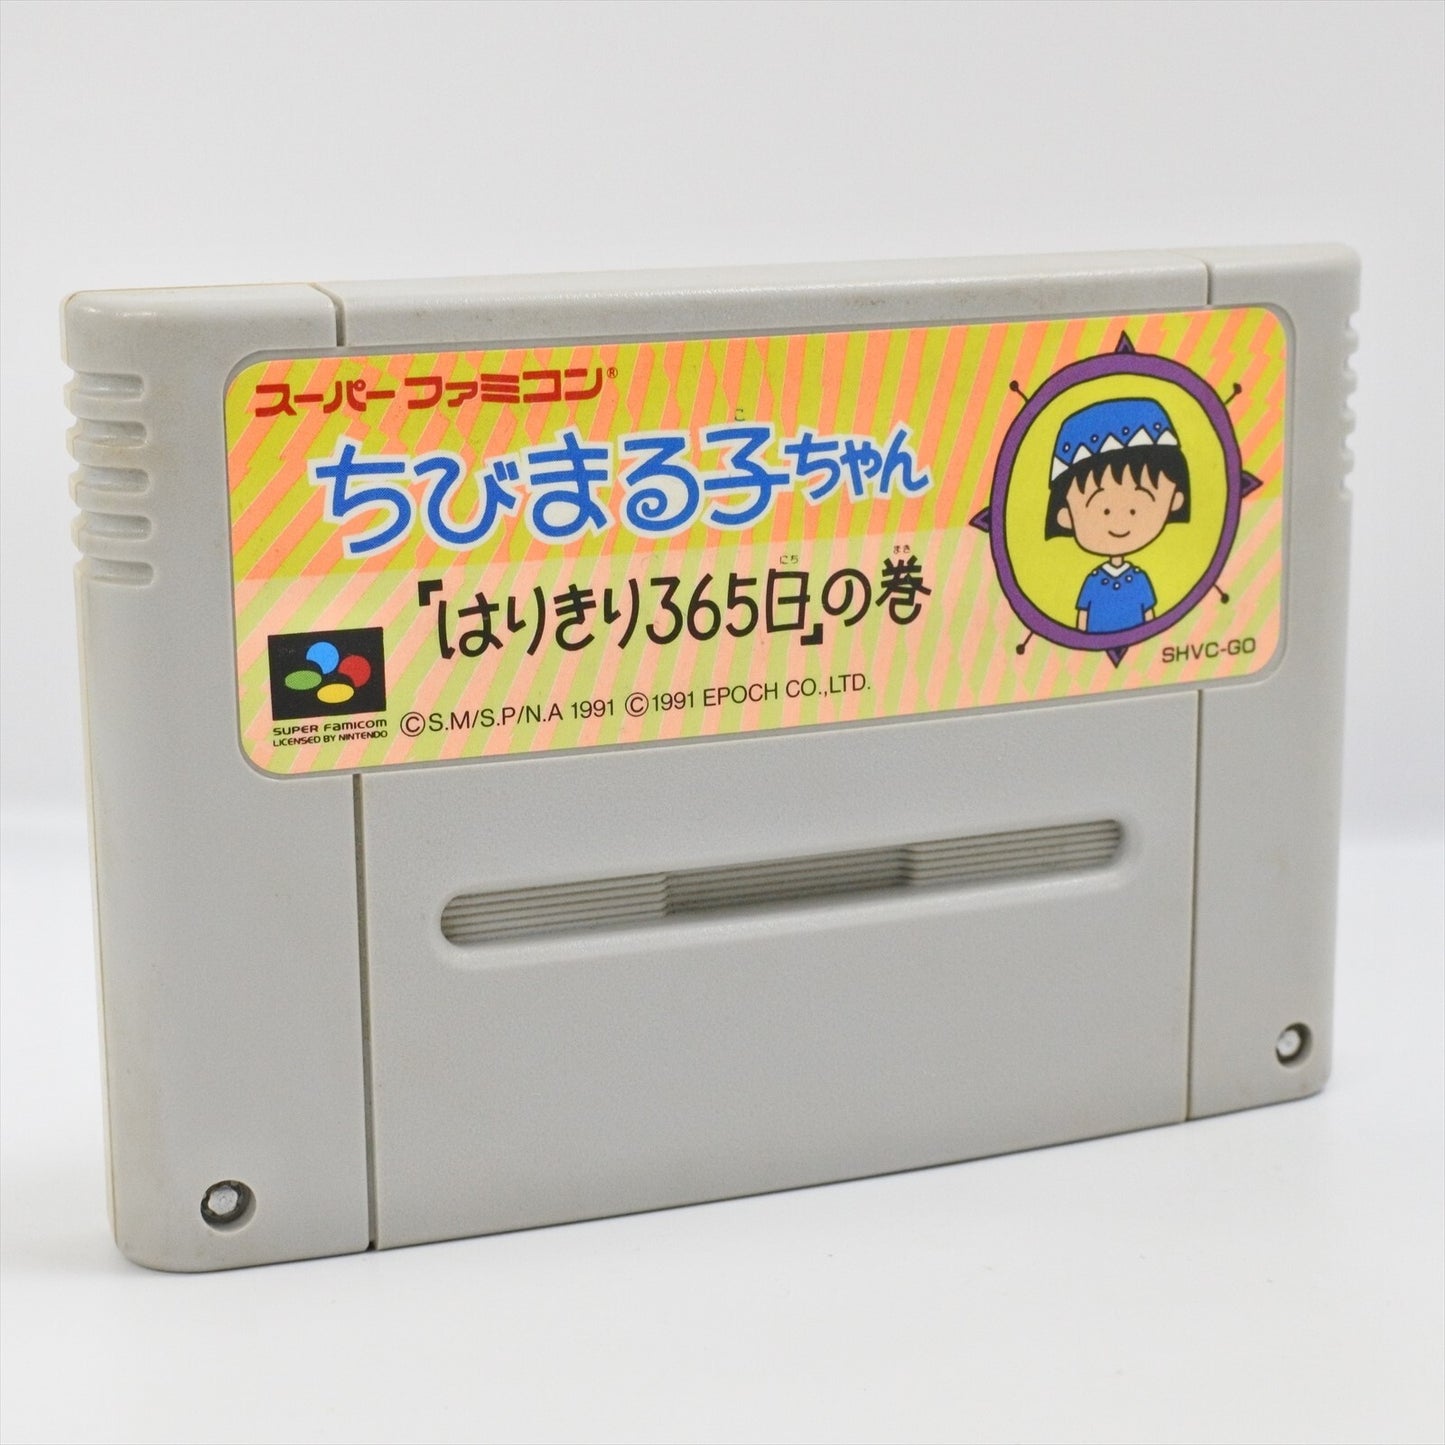 スーパーファミコン®
こ
ちびまる子ちゃん
にち まき
「はりきり365日」の巻
SHVC-GO
SUPER FAMICOM
LICENSED BY NINTENDO
©S.M/S.P/N.A 1991 ©1991 EPOCH CO.,LTD.